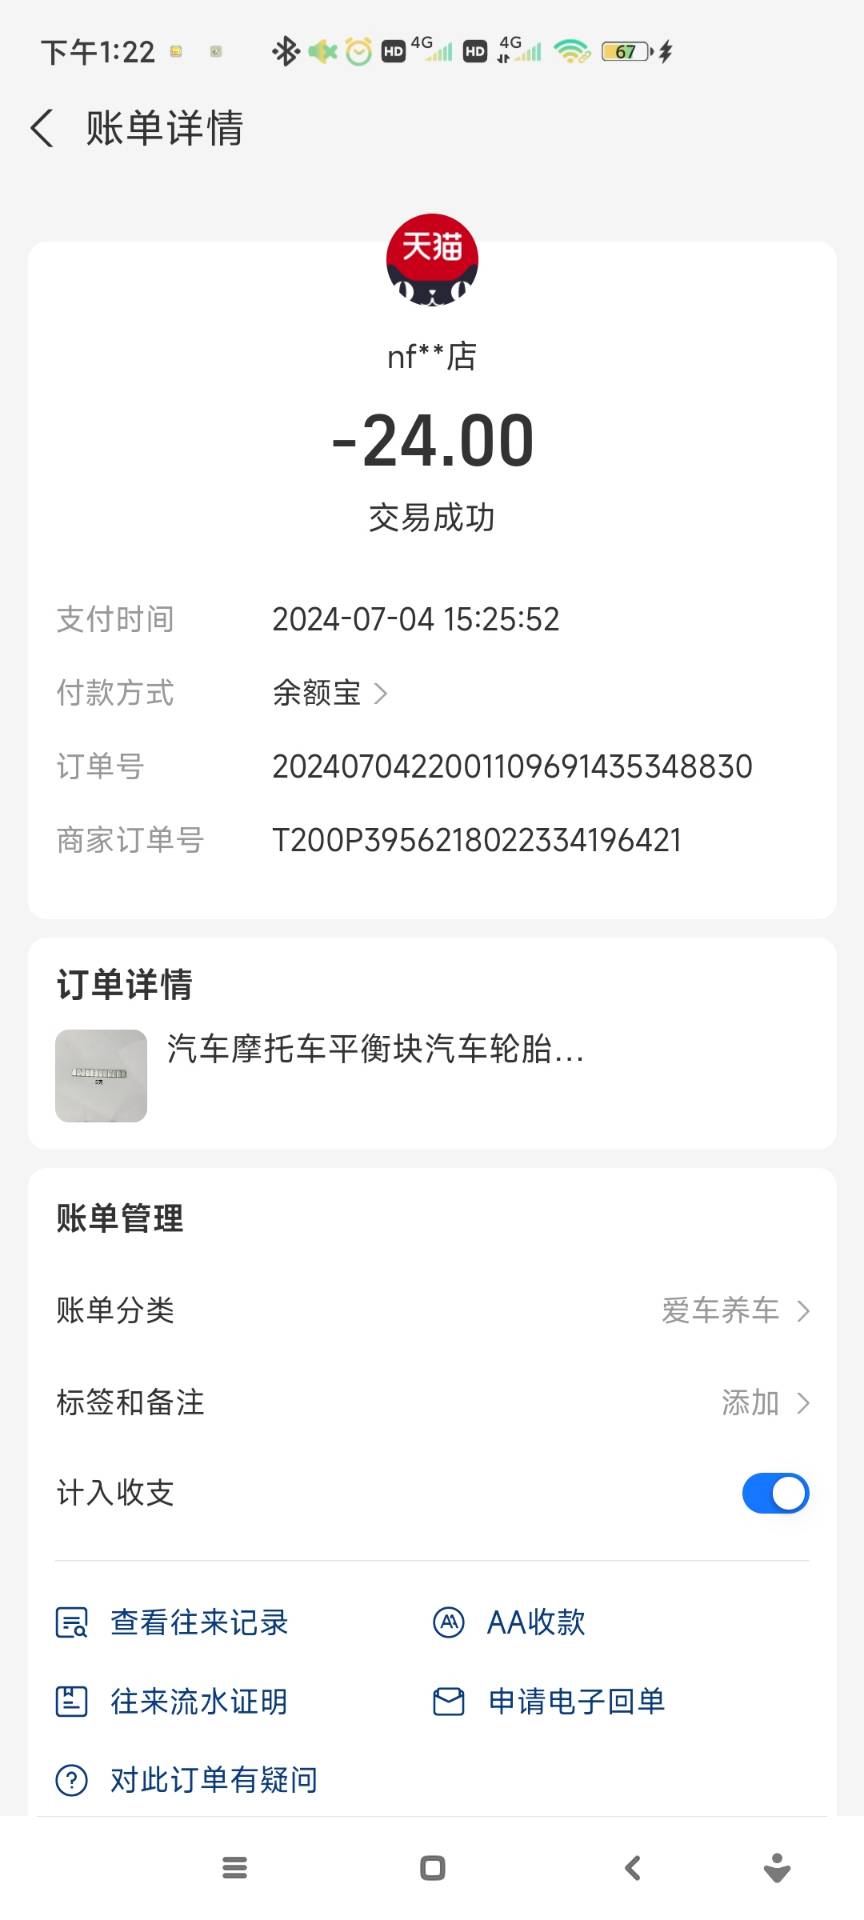 下午1:22
HD 4G HD 4G 67
账单详情
天猫
nf**店
-24.00
交易成功
支付时间 2024-07-04 15:25:52
付款方式 余额宝
订单号 2024070422001109691435348830
商家订单号 T200P3956218022334196421
订单详情
汽车摩托车平衡块汽车轮胎...
账单管理
账单分类 爱车养车
标签和备注 添加
计入收支
查看往来记录 AA收款
往来流水证明 申请电子回单
对此订单有疑问